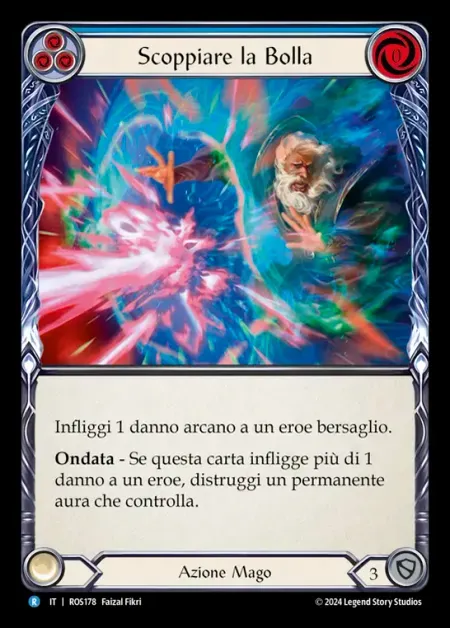 Scoppiare la Bolla
0
Infliggi 1 danno arcano a un eroe bersaglio.
Ondata - Se questa carta infligge più di 1
danno a un eroe, distruggi un permanente
aura che controlla.
Azione Mago
3
R IT | ROS178 Faizal Fikri
© 2024 Legend Story Studios